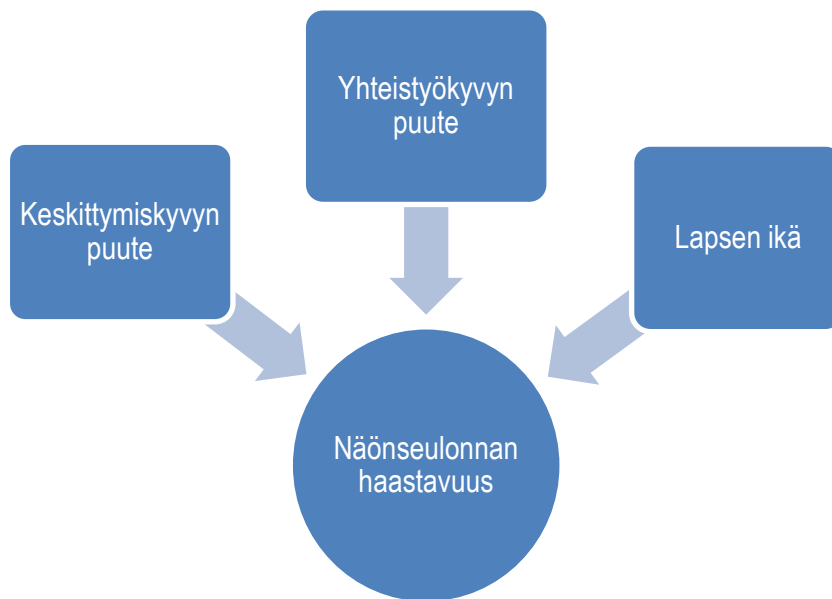 Yhteistyökyvyn
puute
Keskittymiskyvyn
puute
Lapsen ikä
Näönseulonnan
haastavuus